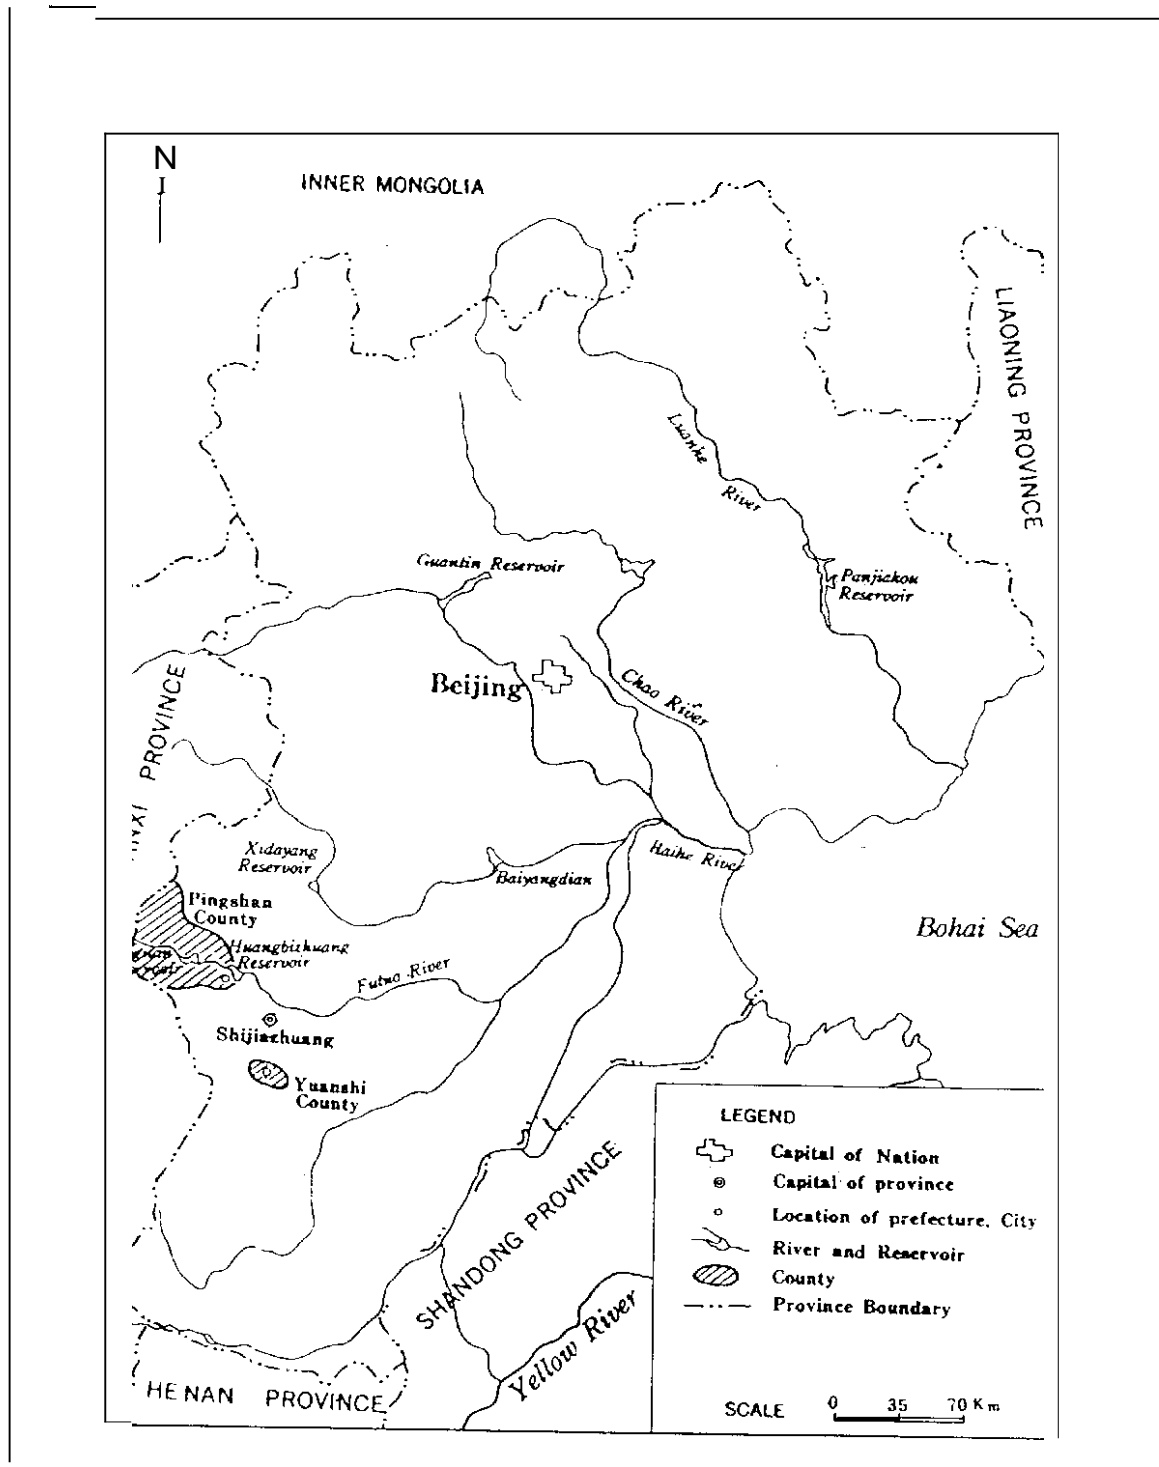 N
INNER MONGOLIA
LIAONING PROVINCE
Luanhe
River
Guantin Reservoir
Panjiakou
Reservoir
Beijing
Chao River
PROVINCE
Xidayang
Reservoir
Haihe River
Baiyangdian
Pingshan
County
Bohai Sea
Huangbizhuang
Reservoir
Futuo River
Shijiazhuang
Yuanshi
County
LEGEND
Capital of Nation
Capital of province
Location of prefecture, City
River and Reservoir
County
Province Boundary
SHANDONG PROVINCE
Yellow River
HENAN PROVINCE
SCALE 0 35 70 Km